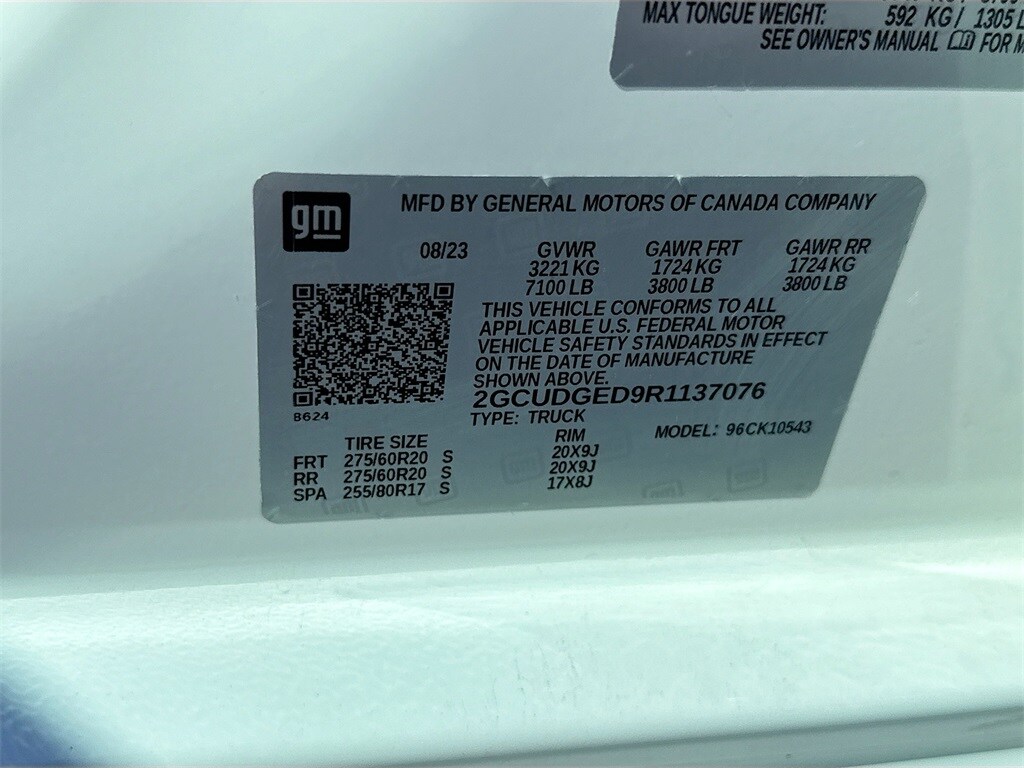 MAX TONGUE WEIGHT: 592 KG / 1305 L
SEE OWNER'S MANUAL FOR M
gm
MFD BY GENERAL MOTORS OF CANADA COMPANY
08/23 GVWR GAWR FRT GAWR RR
3221 KG 1724 KG 1724 KG
7100 LB 3800 LB 3800 LB
THIS VEHICLE CONFORMS TO ALL
APPLICABLE U.S. FEDERAL MOTOR
VEHICLE SAFETY STANDARDS IN EFFECT
ON THE DATE OF MANUFACTURE
SHOWN ABOVE.
2GCUDGED9R1137076
B624
TYPE: TRUCK MODEL: 96CK10543
TIRE SIZE RIM
FRT 275/60R20 S 20X9J
RR 275/60R20 S 20X9J
SPA 255/80R17 S 17X8J